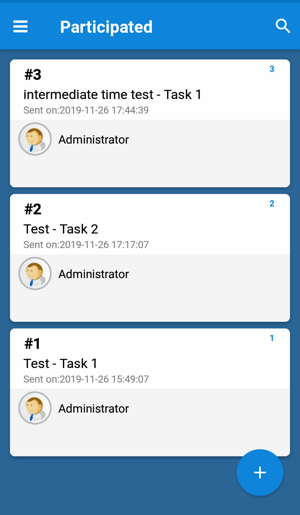 Participated
#3
3
intermediate time test - Task 1
Sent on:2019-11-26 17:44:39
Administrator
#2
2
Test - Task 2
Sent on:2019-11-26 17:17:07
Administrator
#1
1
Test - Task 1
Sent on:2019-11-26 15:49:07
Administrator
+